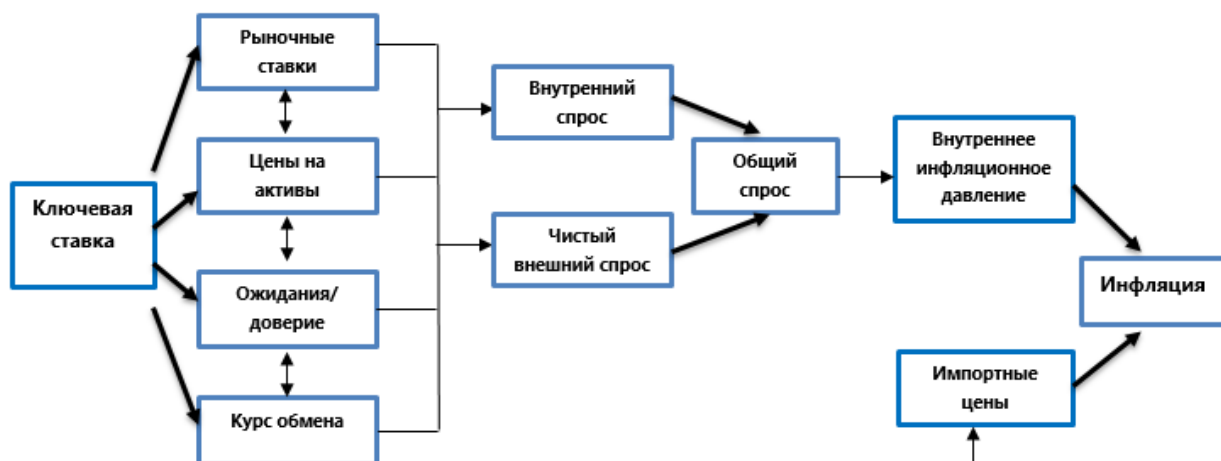 Рыночные
ставки
Цены на
активы
Ключевая
ставка
Ожидания/
доверие
Курс обмена
Внутренний
спрос
Чистый
внешний спрос
Общий
спрос
Внутреннее
инфляционное
давление
Импортные
цены
Инфляция